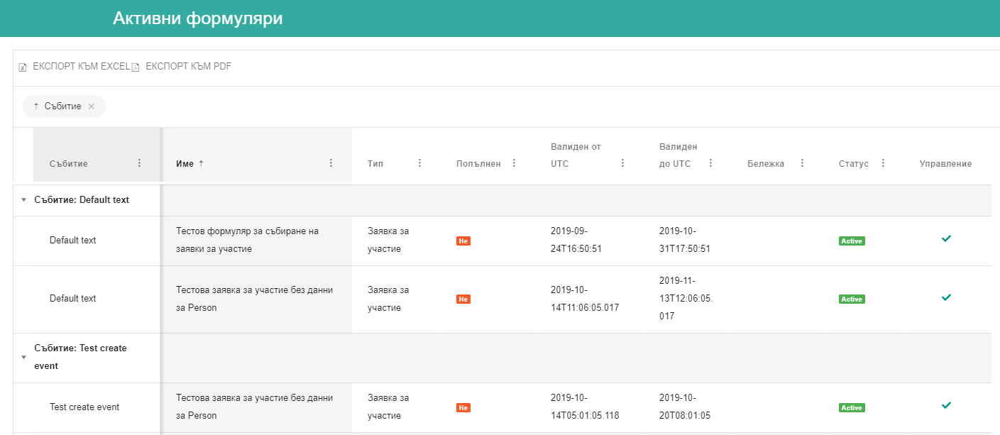 Активни формуляри
ЕКСПОРТ КЪМ EXCEL ЕКСПОРТ КЪМ PDF
↑ Събитие ×
Събитие Име ↑ Тип Попълнен Валиден от UTC Валиден до UTC Бележка Статус Управление
Събитие: Default text
Default text
Тестов формуляр за събиране на
заявки за участие
Заявка за
участие
Не
2019-09-
24T16:50:51
2019-10-
31T17:50:51
Active
Default text
Тестова заявка за участие без данни
за Person
Заявка за
участие
Не
2019-10-
14T11:06:05.017
2019-11-
13T12:06:05.
017
Active
Събитие: Test create
event
Test create event
Тестова заявка за участие без данни
за Person
Заявка за
участие
Не
2019-10-
14T05:01:05.118
2019-10-
20T08:01:05
Active